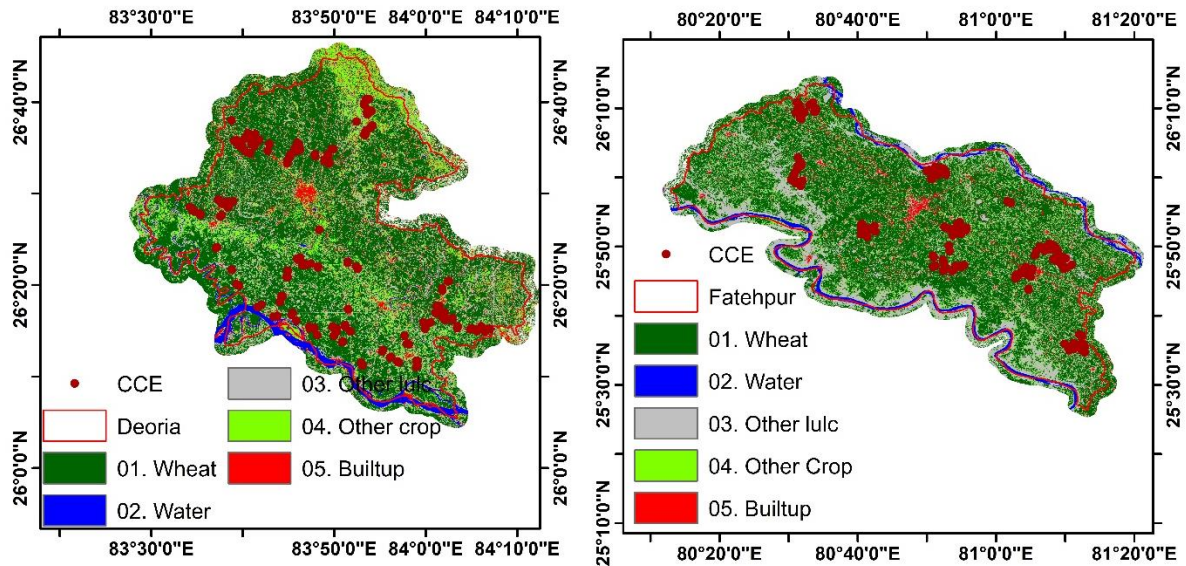 83°30'0"E 83°50'0"E 84°0'0"E 84°10'0"E
26°40'0"N
26°20'0"N
26°0'0"N
26°40'0"N
26°20'0"N
26°0'0"N
CCE
Deoria
01. Wheat
02. Water
03. Other lulc
04. Other crop
05. Builtup
83°30'0"E 83°50'0"E 84°0'0"E 84°10'0"E
80°20'0"E 80°40'0"E 81°0'0"E 81°20'0"E
26°10'0"N
25°50'0"N
25°30'0"N
25°10'0"N
26°10'0"N
25°50'0"N
25°30'0"N
25°10'0"N
CCE
Fatehpur
01. Wheat
02. Water
03. Other lulc
04. Other Crop
05. Builtup
80°20'0"E 80°40'0"E 81°0'0"E 81°20'0"E